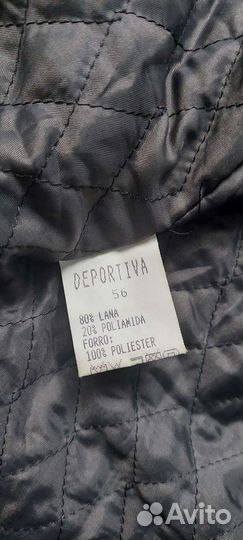 DEPORTIVA
56
80% LANA
20% POLIAMIDA
FORRO:
100% POLIESTER
Avito